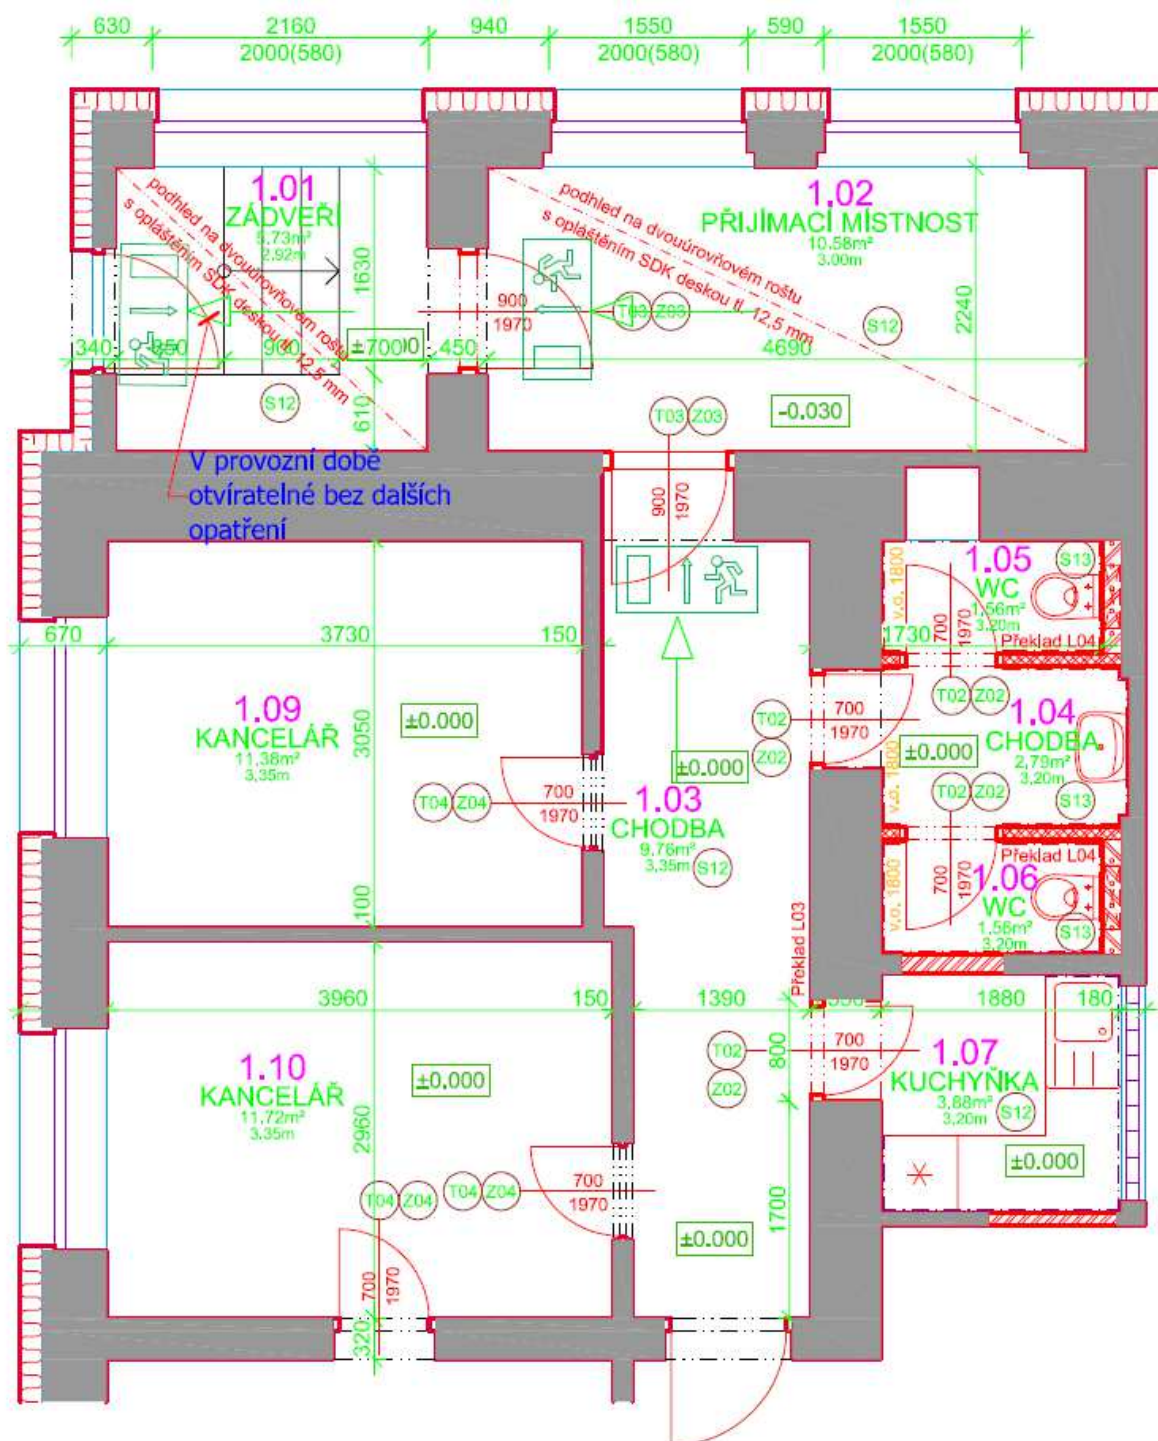 630
2160
940
1550
590
1550
2000(580)
2000(580)
2000(580)
1.01
ZÁDVEŘÍ
5,73m²
2.92m
podhled na dvouúrovňovém roštu
s opláštěním SDK deskou tl. 12,5 mm
1630
340
850
900
700
450
610
S12
900
1970
1.02
PŘIJÍMACÍ MÍSTNOST
10.58m²
3.00m
podhled na dvouúrovňovém roštu
s opláštěním SDK deskou tl. 12,5 mm
T03
Z03
S12
2240
4690
-0.030
T03
Z03
900
1970
V provozní době
otvíratelné bez dalších
opatření
670
3730
150
1.09
KANCELÁŘ
11,38m²
3,35m
±0.000
3050
T04
Z04
700
1970
100
1.05
WC
1,56m²
3.20m
S13
v.o. 1800
700
1970
Překlad L04
1730
T02
Z02
700
1970
T02
Z02
1.04
CHODBA
2,79m²
3,20m
±0.000
v.o. 1800
T02
Z02
S13
±0.000
1.03
CHODBA
9.76m²
3,35m
S12
Překlad L03
Překlad L04
1.06
WC
1,56m²
3,20m
S13
v.o. 1800
700
1970
3960
150
1390
1880
180
1.10
KANCELÁŘ
11,72m²
3,35m
±0.000
2960
T04
Z04
T04
Z04
700
1970
700
1970
320
T02
Z02
700
1970
800
1700
±0.000
1.07
KUCHYŇKA
3,88m²
3,20m
S12
±0.000